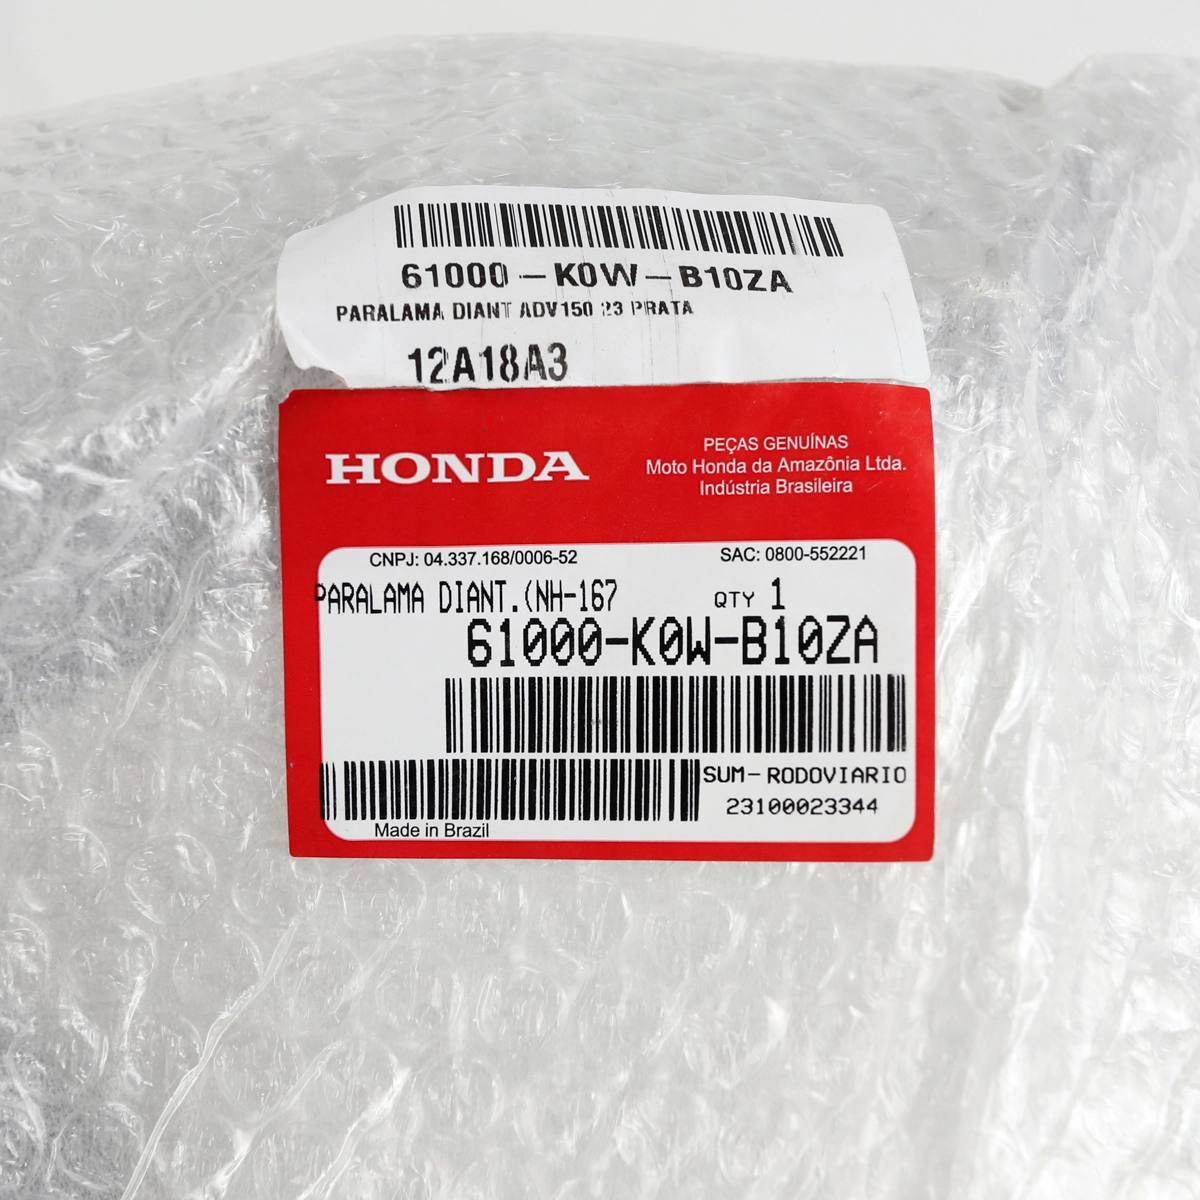 61000-K0W-B10ZA
PARALAMA DIANT ADV150 23 PRATA
12A18A3
HONDA
PEÇAS GENUÍNAS
Moto Honda da Amazônia Ltda.
Indústria Brasileira
CNPJ: 04.337.168/0006-52 SAC: 0800-552221
PARALAMA DIANT.(NH-167 QTY 1
61000-K0W-B10ZA
SUM-RODOVIARIO
23100023344
Made in Brazil